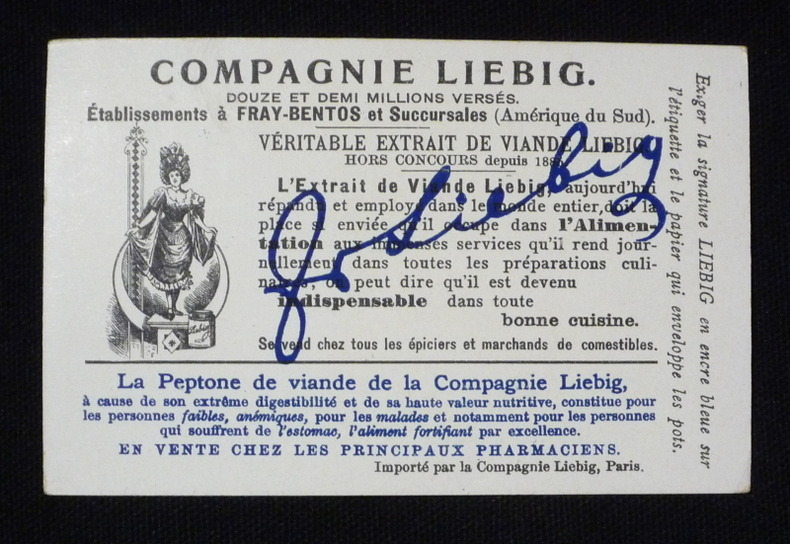 COMPAGNIE LIEBIG.
DOUZE ET DEMI MILLIONS VERSÉS.
Établissements à FRAY-BENTOS et Succursales (Amérique du Sud).
VÉRITABLE EXTRAIT DE VIANDE LIEBIG
HORS CONCOURS depuis
L'Extrait de Viande Liebig, aujourd'hui
répandu et employé dans le monde entier, doit la
place si enviée qu'il occupe dans l'Alimen-
tation aux immenses services qu'il rend jour-
nellement dans toutes les préparations culi-
naires, on peut dire qu'il est devenu
indispensable dans toute
bonne cuisine.
Se vend chez tous les épiciers et marchands de comestibles.
JvLiebig
Liebig
La Peptone de viande de la Compagnie Liebig,
à cause de son extrême digestibilité et de sa haute valeur nutritive, constitue pour
les personnes faibles, anémiques, pour les malades et notamment pour les personnes
qui souffrent de l'estomac, l'aliment fortifiant par excellence.
EN VENTE CHEZ LES PRINCIPAUX PHARMACIENS.
Importé par la Compagnie Liebig, Paris.
Exiger la signature LIEBIG en encre bleue sur
l'étiquette et le papier qui enveloppe les pots.